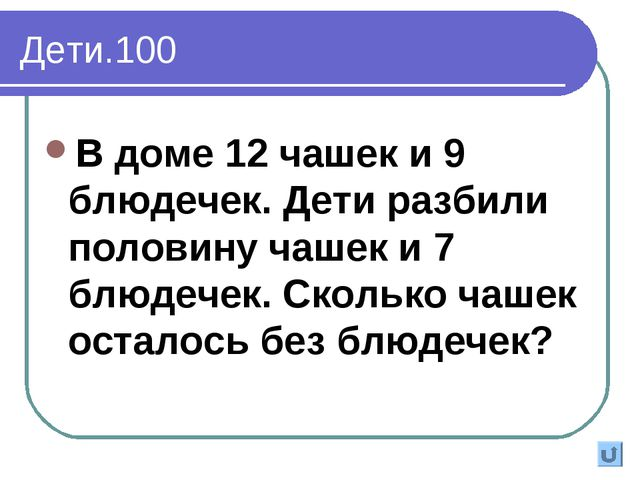 Дети.100
В доме 12 чашек и 9
блюдечек. Дети разбили
половину чашек и 7
блюдечек. Сколько чашек
осталось без блюдечек?